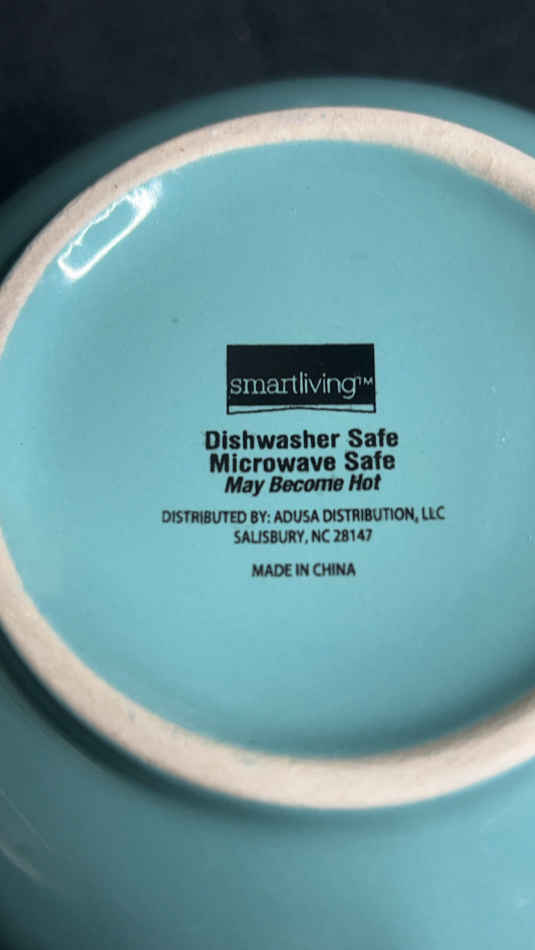 smartliving™
Dishwasher Safe
Microwave Safe
May Become Hot
DISTRIBUTED BY: ADUSA DISTRIBUTION, LLC
SALISBURY, NC 28147
MADE IN CHINA